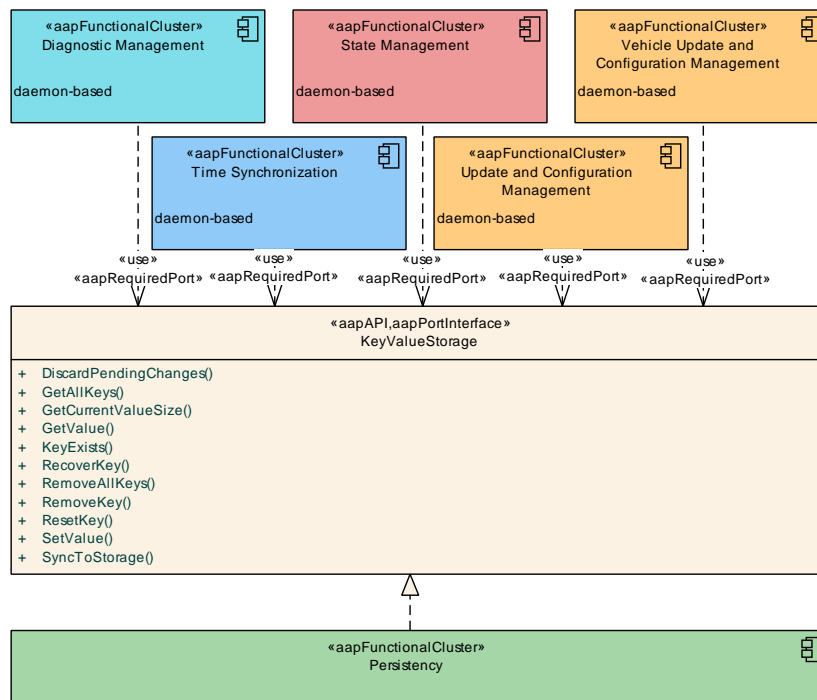 «aapFunctionalCluster»
Diagnostic Management
daemon-based
«aapFunctionalCluster»
State Management
daemon-based
«aapFunctionalCluster»
Vehicle Update and
Configuration Management
daemon-based
«aapFunctionalCluster»
Time Synchronization
daemon-based
«aapFunctionalCluster»
Update and Configuration
Management
daemon-based
«use»
«aapRequiredPort»
«use»
«aapRequiredPort»
«use»
«aapRequiredPort»
«use»
«aapRequiredPort»
«use»
«aapRequiredPort»
«aapAPI,aapPortInterface»
KeyValueStorage
+ DiscardPendingChanges()
+ GetAllKeys()
+ GetCurrentValueSize()
+ GetValue()
+ KeyExists()
+ RecoverKey()
+ RemoveAllKeys()
+ RemoveKey()
+ ResetKey()
+ SetValue()
+ SyncToStorage()
«aapFunctionalCluster»
Persistency